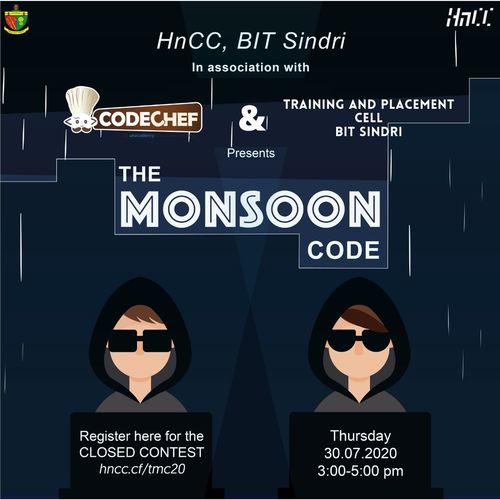 HnCC
HnCC, BIT Sindri
In association with
CODECHEF
&
TRAINING AND PLACEMENT
CELL
BIT SINDRI
Presents
THE
MONSOON
CODE
Register here for the
CLOSED CONTEST
hncc.cf/tmc20
Thursday
30.07.2020
3:00-5:00 pm